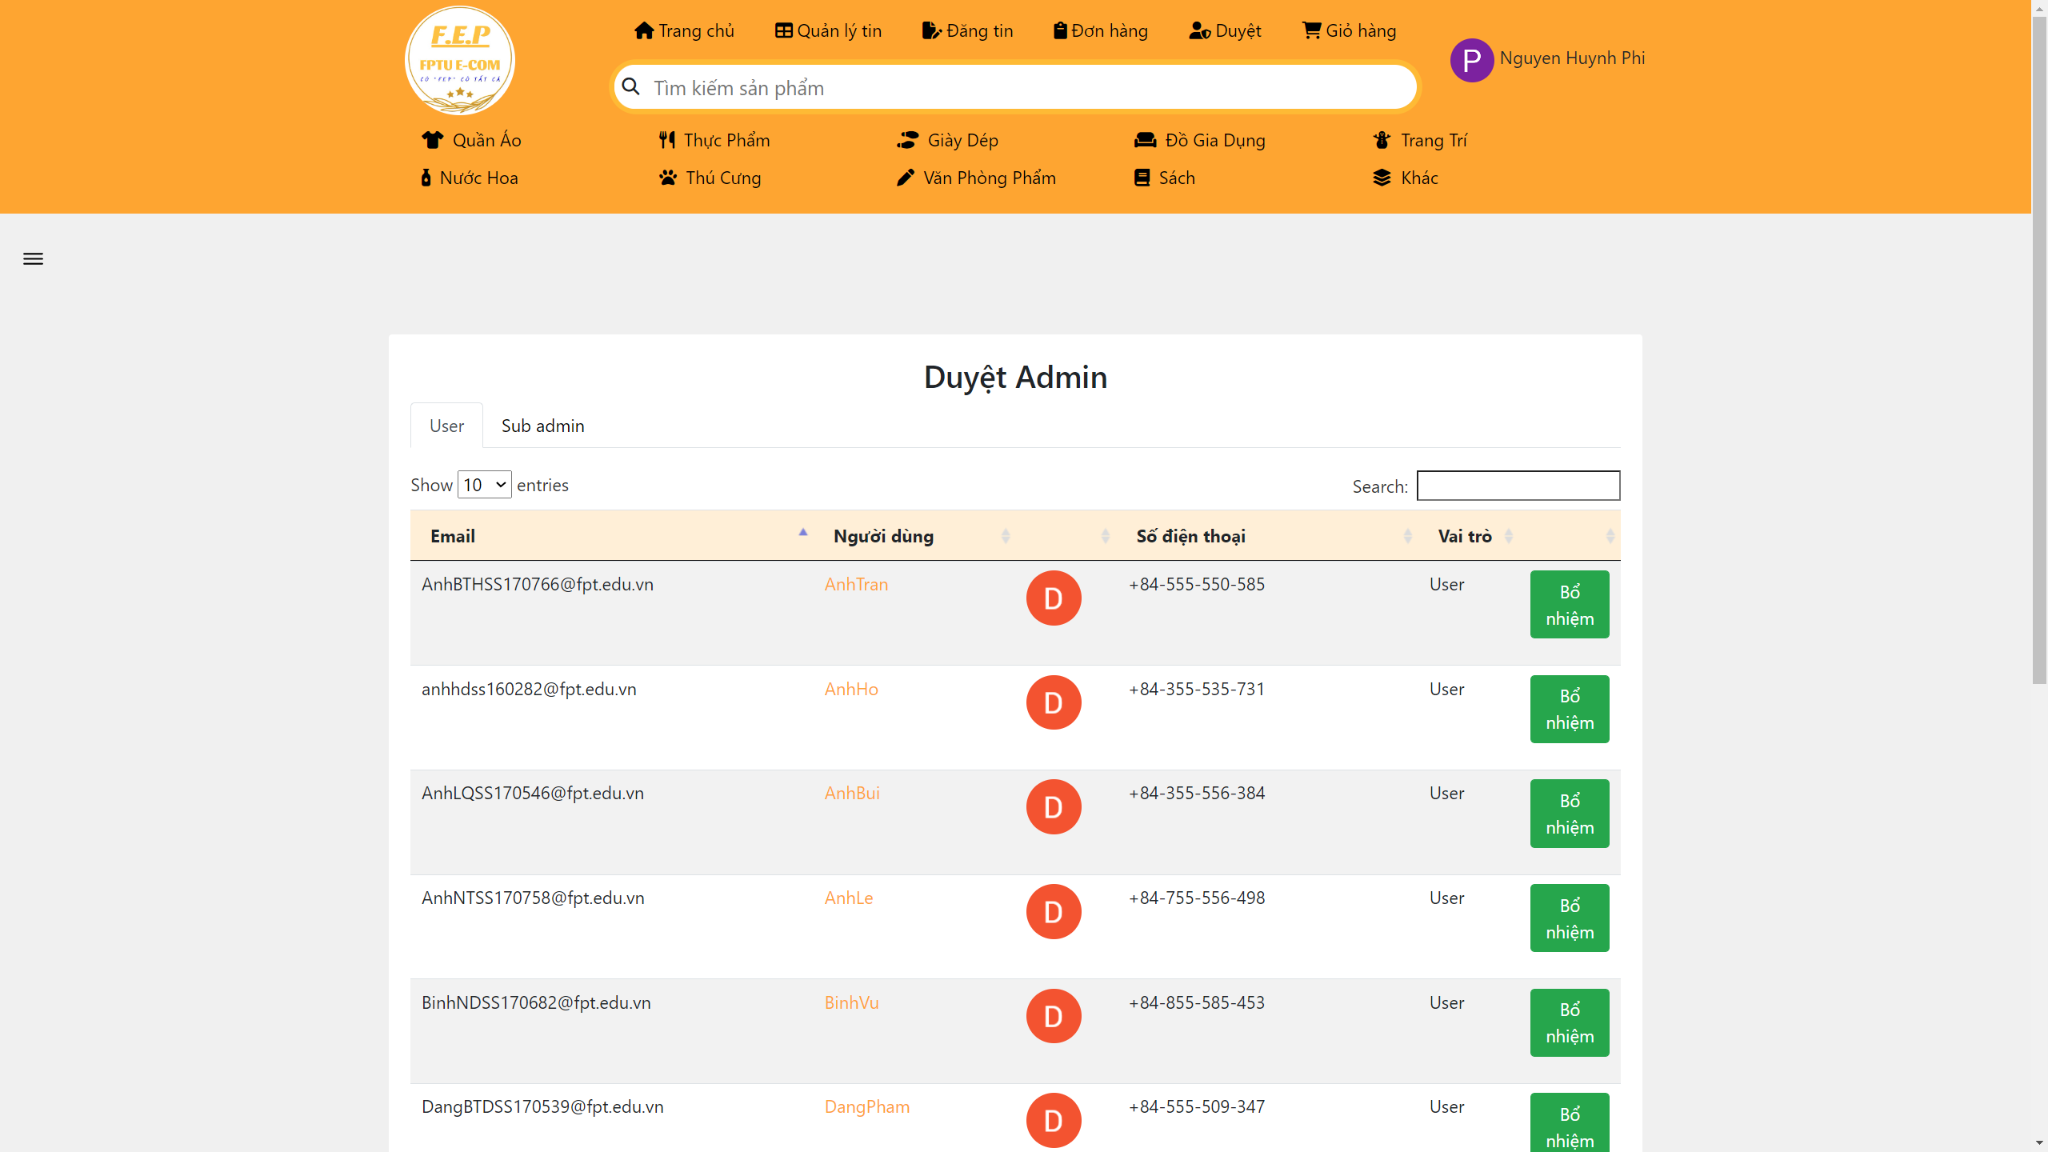 F.E.P
FPTU E-COM
CÓ "FEP" CÓ TẤT CẢ
Trang chủ Quản lý tin Đăng tin Đơn hàng Duyệt Giỏ hàng
Tìm kiếm sản phẩm
P Nguyen Huynh Phi
Quần Áo Thực Phẩm Giày Dép Đồ Gia Dụng Trang Trí
Nước Hoa Thú Cưng Văn Phòng Phẩm Sách Khác
Duyệt Admin
User Sub admin
Show 10 entries Search:
Email Người dùng Số điện thoại Vai trò
AnhBTHSS170766@fpt.edu.vn AnhTran D +84-555-550-585 User Bổ
nhiệm
anhhdss160282@fpt.edu.vn AnhHo D +84-355-535-731 User Bổ
nhiệm
AnhLQSS170546@fpt.edu.vn AnhBui D +84-355-556-384 User Bổ
nhiệm
AnhNTSS170758@fpt.edu.vn AnhLe D +84-755-556-498 User Bổ
nhiệm
BinhNDSS170682@fpt.edu.vn BinhVu D +84-855-585-453 User Bổ
nhiệm
DangBTDSS170539@fpt.edu.vn DangPham D +84-555-509-347 User Bổ
nhiệm